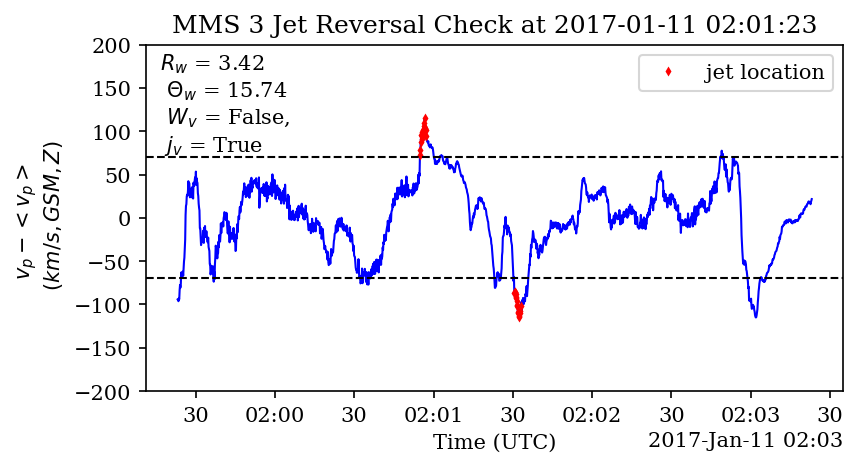 MMS 3 Jet Reversal Check at 2017-01-11 02:01:23
v_p - < v_p >
(km/s, GSM, Z)
200
150
100
50
0
−50
−100
−150
−200
R_w = 3.42
Θ_w = 15.74
W_v = False,
j_v = True
jet location
30 02:00 30 02:01 30 02:02 30 02:03 30
Time (UTC)
2017-Jan-11 02:03